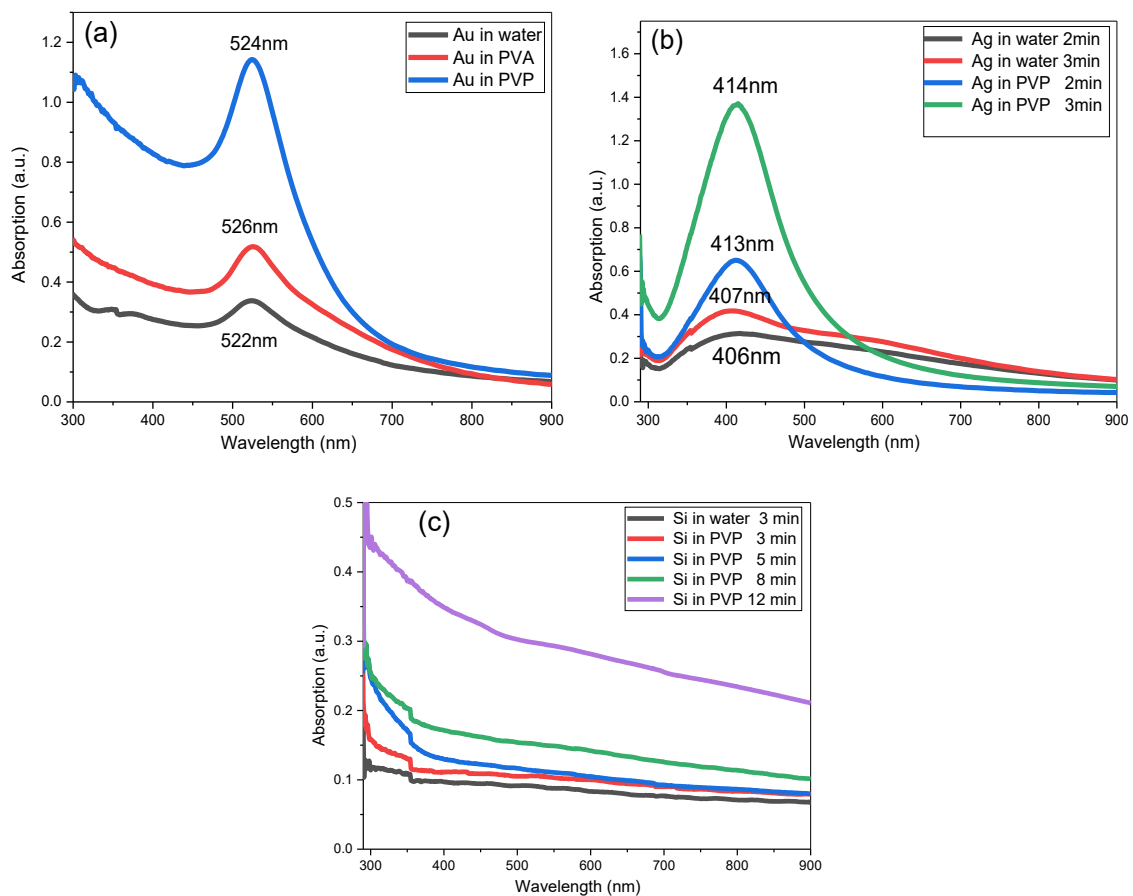 (a)
Au in water
Au in PVA
Au in PVP
524nm
526nm
522nm
1.2
1.0
0.8
0.6
0.4
0.2
0.0
Absorption (a.u.)
300 400 500 600 700 800 900
Wavelength (nm)
(b)
Ag in water 2min
Ag in water 3min
Ag in PVP 2min
Ag in PVP 3min
414nm
413nm
407nm
406nm
1.6
1.4
1.2
1.0
0.8
0.6
0.4
0.2
0.0
Absorption (a.u.)
300 400 500 600 700 800 900
Wavelength (nm)
(c)
Si in water 3 min
Si in PVP 3 min
Si in PVP 5 min
Si in PVP 8 min
Si in PVP 12 min
0.5
0.4
0.3
0.2
0.1
0.0
Absorption (a.u.)
300 400 500 600 700 800 900
Wavelength (nm)